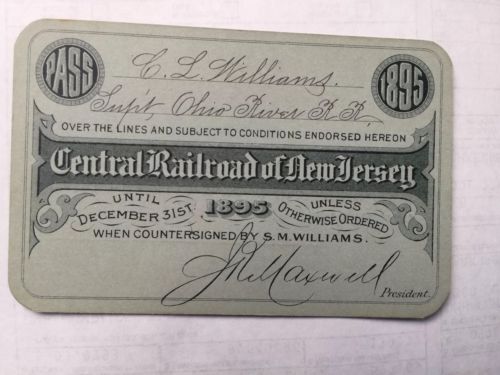 PASS
1895
C. L. Williams.
Sup't, Ohio River R.R.
OVER THE LINES AND SUBJECT TO CONDITIONS ENDORSED HEREON
Central Railroad of New Jersey
UNTIL DECEMBER 31ST. 1895 UNLESS OTHERWISE ORDERED
WHEN COUNTERSIGNED BY S.M. WILLIAMS.
J R Maxwell
President.